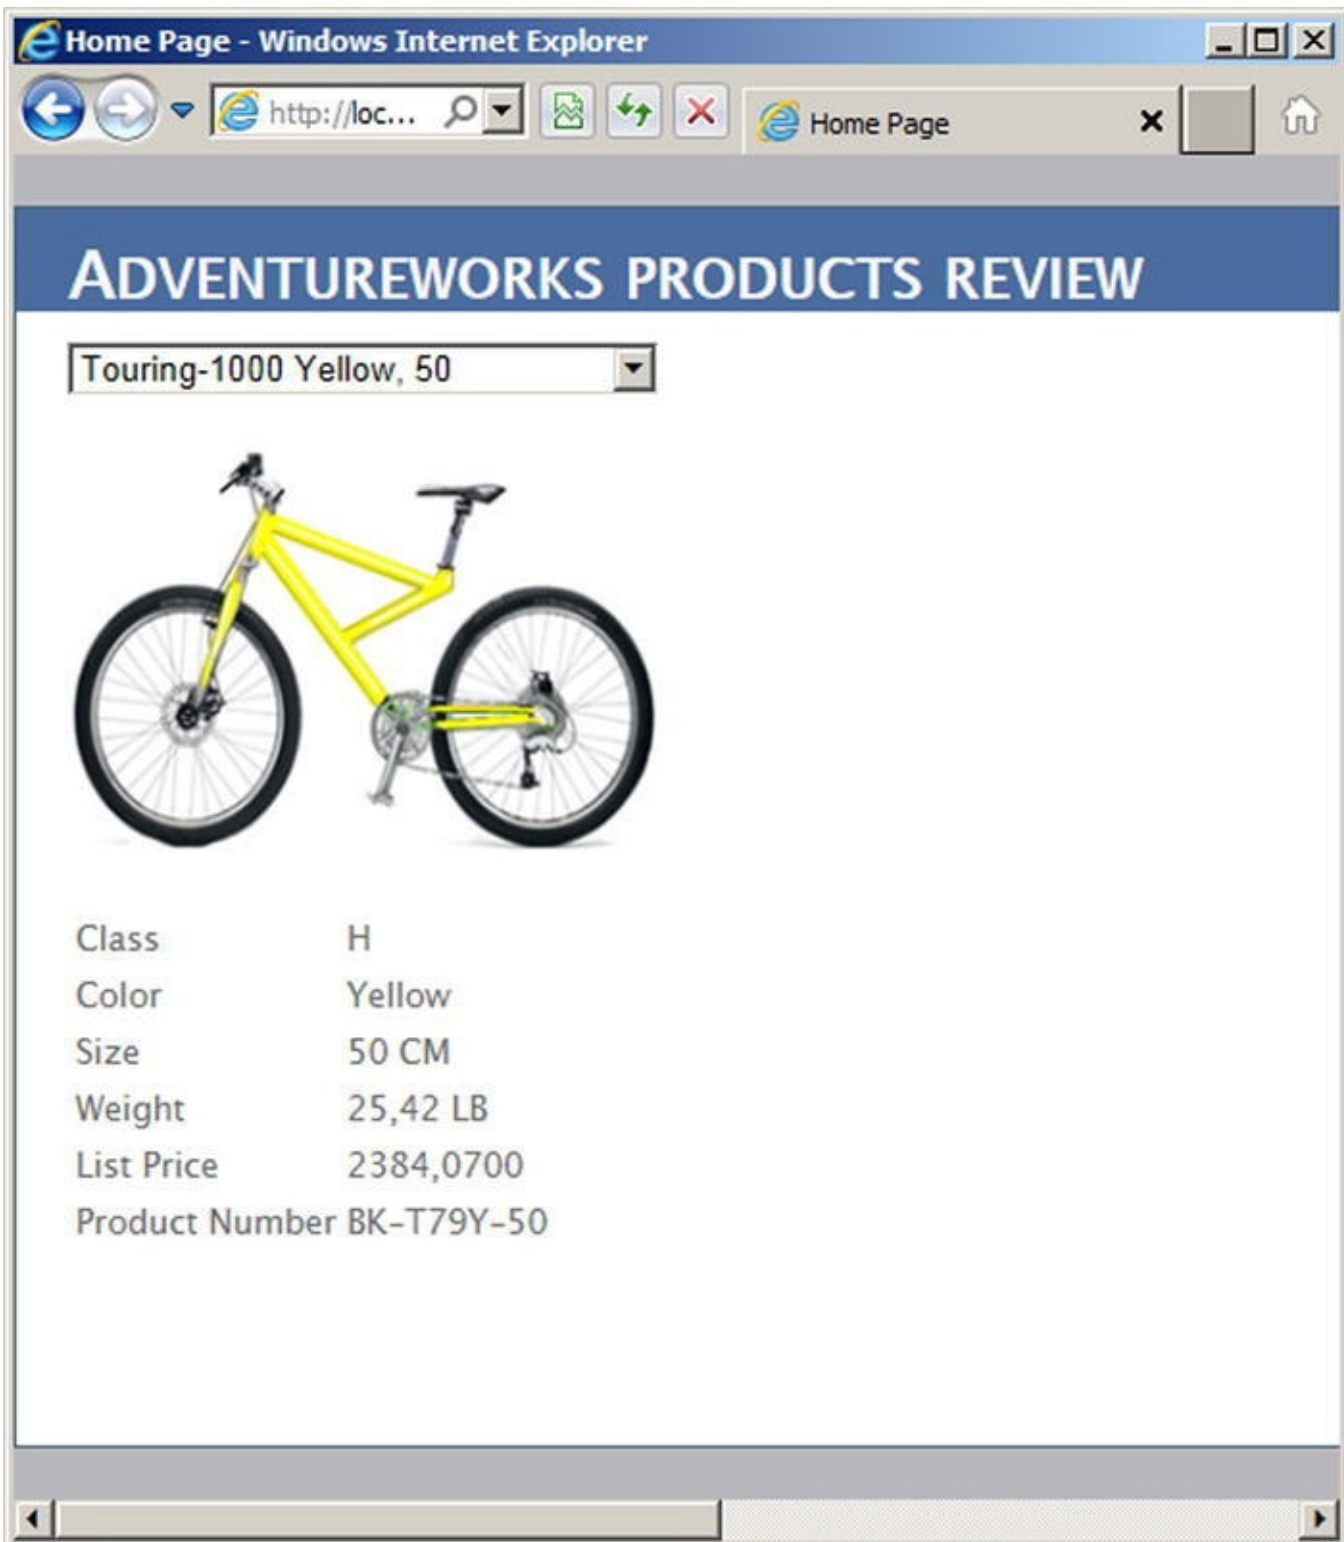 Home Page - Windows Internet Explorer
http://loc...
Home Page
ADVENTUREWORKS PRODUCTS REVIEW
Touring-1000 Yellow, 50
Class H
Color Yellow
Size 50 CM
Weight 25,42 LB
List Price 2384,0700
Product Number BK-T79Y-50